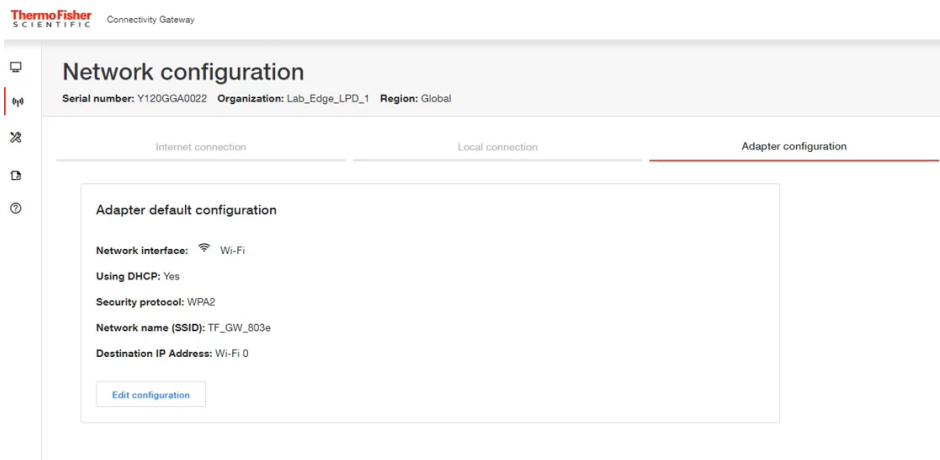 ThermoFisher
SCIENTIFIC
Connectivity Gateway
Network configuration
Serial number: Y120GGA0022 Organization: Lab_Edge_LPD_1 Region: Global
Internet connection
Local connection
Adapter configuration
Adapter default configuration
Network interface: Wi-Fi
Using DHCP: Yes
Security protocol: WPA2
Network name (SSID): TF_GW_803e
Destination IP Address: Wi-Fi 0
Edit configuration